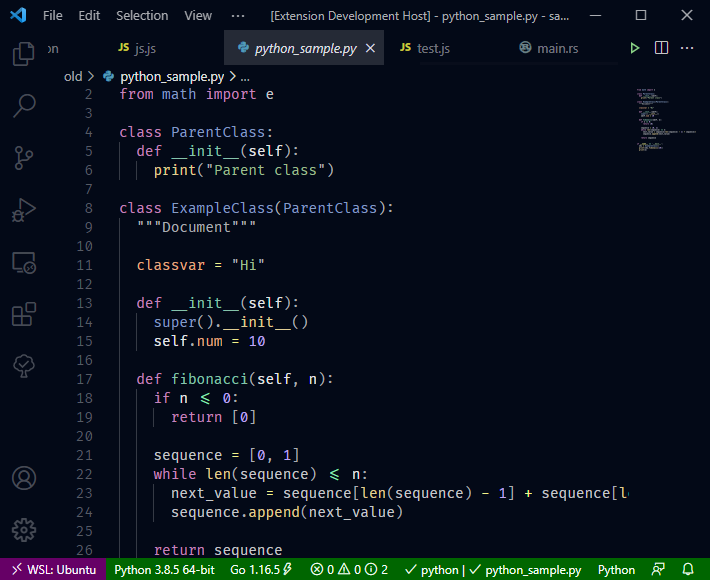 File Edit Selection View ··· [Extension Development Host] - python_sample.py - sa...
on JS js.js python_sample.py JS test.js main.rs ···
old > python_sample.py > ...
2 from math import e
3
4 class ParentClass:
5 def __init__(self):
6 print("Parent class")
7
8 class ExampleClass(ParentClass):
9 """Document"""
10
11 classvar = "Hi"
12
13 def __init__(self):
14 super().__init__()
15 self.num = 10
16
17 def fibonacci(self, n):
18 if n ⩽ 0:
19 return [0]
20
21 sequence = [0, 1]
22 while len(sequence) ⩽ n:
23 next_value = sequence[len(sequence) - 1] + sequence[l
24 sequence.append(next_value)
25
26 return sequence
WSL: Ubuntu Python 3.8.5 64-bit Go 1.16.5 0 0 2 ✓ python | ✓ python_sample.py Python